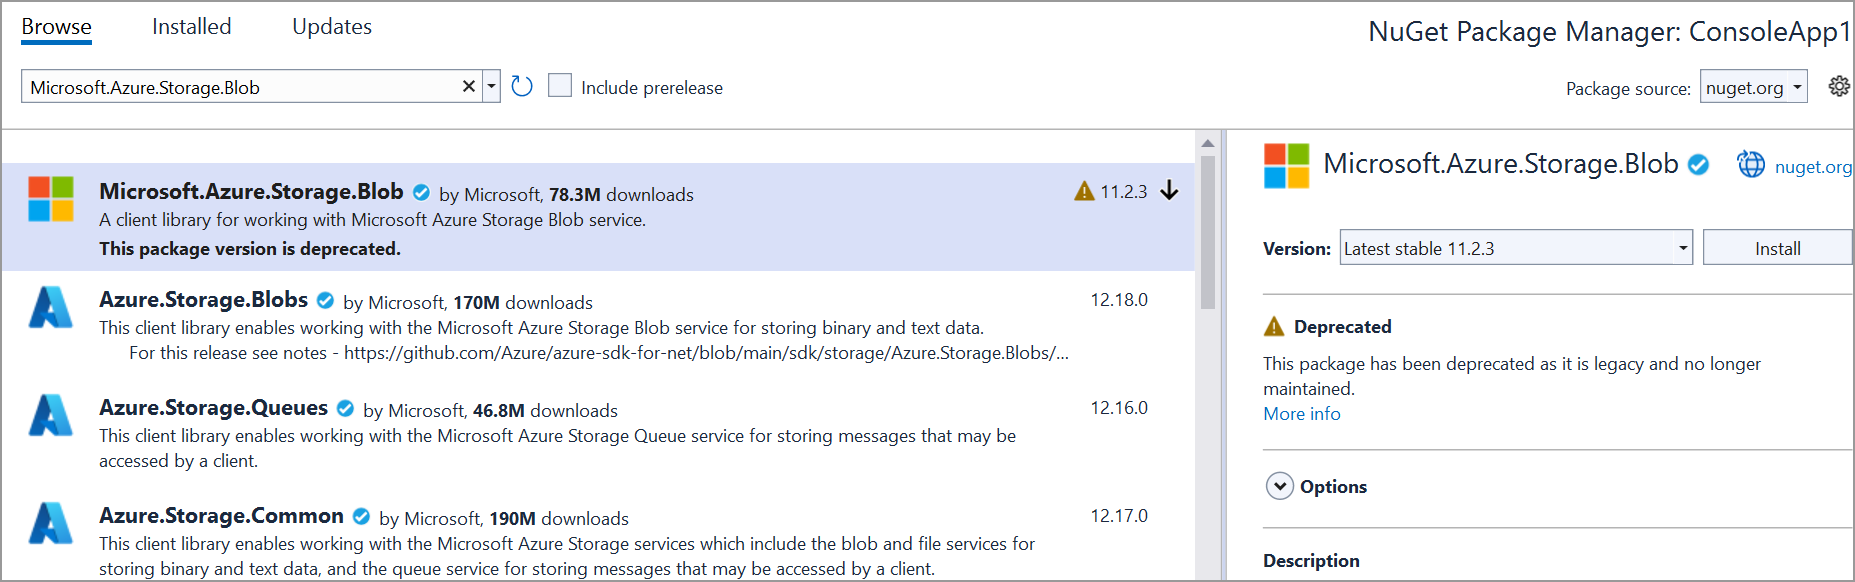 Browse Installed Updates
NuGet Package Manager: ConsoleApp1
Microsoft.Azure.Storage.Blob
Include prerelease
Package source: nuget.org
Microsoft.Azure.Storage.Blob by Microsoft, 78.3M downloads 11.2.3
A client library for working with Microsoft Azure Storage Blob service.
This package version is deprecated.
Azure.Storage.Blobs by Microsoft, 170M downloads 12.18.0
This client library enables working with the Microsoft Azure Storage Blob service for storing binary and text data.
For this release see notes - https://github.com/Azure/azure-sdk-for-net/blob/main/sdk/storage/Azure.Storage.Blobs/...
Azure.Storage.Queues by Microsoft, 46.8M downloads 12.16.0
This client library enables working with the Microsoft Azure Storage Queue service for storing messages that may be
accessed by a client.
Azure.Storage.Common by Microsoft, 190M downloads 12.17.0
This client library enables working with the Microsoft Azure Storage services which include the blob and file services for
storing binary and text data, and the queue service for storing messages that may be accessed by a client.
Microsoft.Azure.Storage.Blob nuget.org
Version: Latest stable 11.2.3 Install
Deprecated
This package has been deprecated as it is legacy and no longer
maintained.
More info
Options
Description